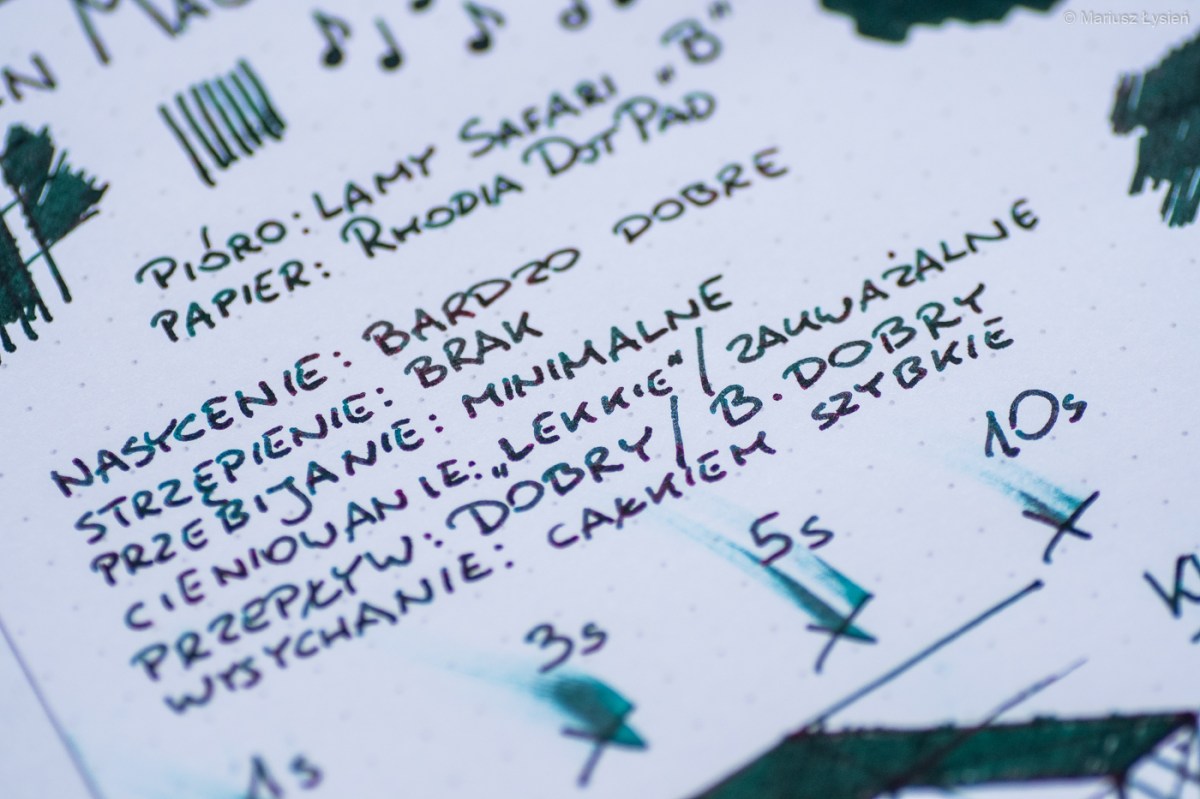 © Mariusz Łysień
PIÓRO: LAMY SAFARI „B”
PAPIER: RHODIA DOTPAD
NASYCENIE: BARDZO DOBRE
STRZĘPIENIE: BRAK
PRZEBIJANIE: MINIMALNE
CIENIOWANIE: „LEKKIE” / ZAUWAŻALNE
PRZEPŁYW: DOBRY / B. DOBRY
WYSYCHANIE: CAŁKIEM SZYBKIE
10s
5s
3s
1s